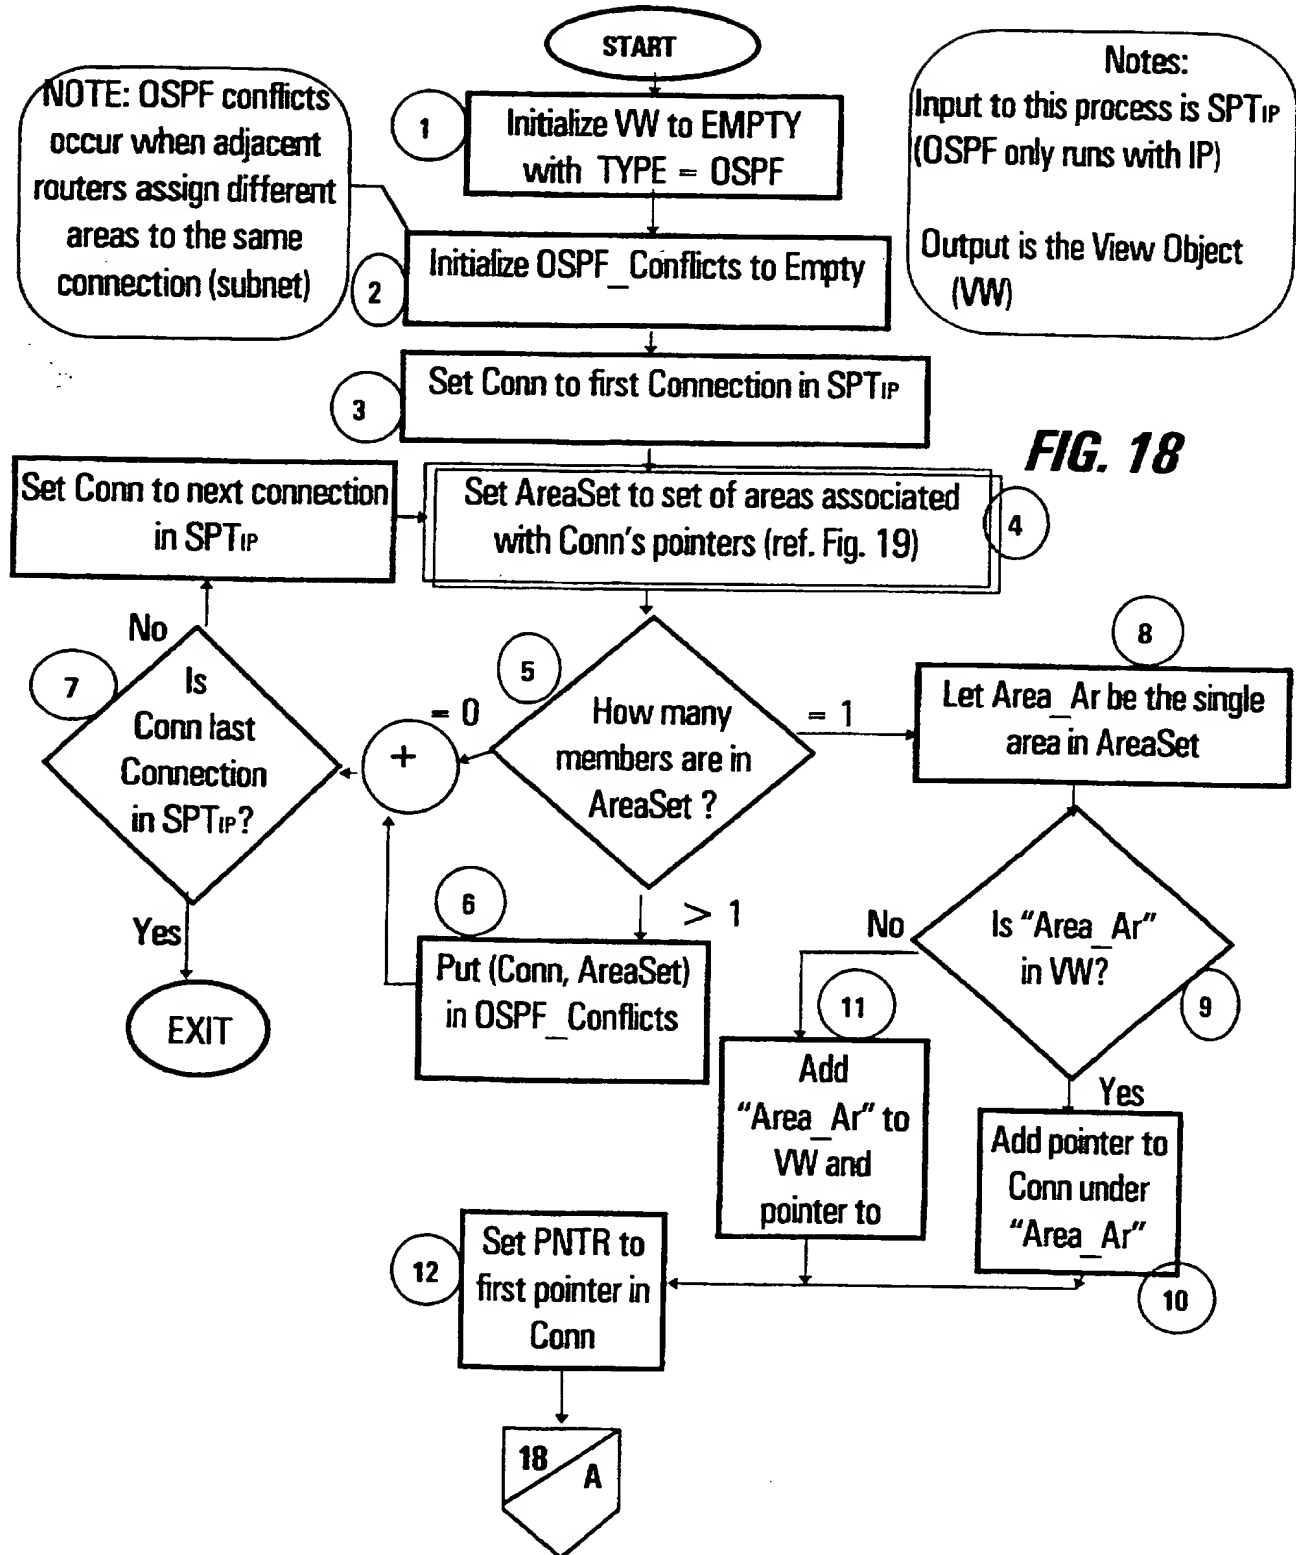 START
NOTE: OSPF conflicts
occur when adjacent
routers assign different
areas to the same
connection (subnet)
Notes:
Input to this process is SPTIP
(OSPF only runs with IP)
Output is the View Object
(VW)
1
Initialize VW to EMPTY
with TYPE = OSPF
2
Initialize OSPF_Conflicts to Empty
3
Set Conn to first Connection in SPTIP
FIG. 18
Set Conn to next connection
in SPTIP
Set AreaSet to set of areas associated
with Conn's pointers (ref. Fig. 19)
4
No
7
Is
Conn last
Connection
in SPTIP?
Yes
EXIT
+
= 0
5
How many
members are in
AreaSet ?
= 1
> 1
8
Let Area_Ar be the single
area in AreaSet
6
Put (Conn, AreaSet)
in OSPF_Conflicts
No
Is "Area_Ar"
in VW?
9
Yes
11
Add
"Area_Ar" to
VW and
pointer to
Add pointer to
Conn under
"Area_Ar"
10
12
Set PNTR to
first pointer in
Conn
18
A